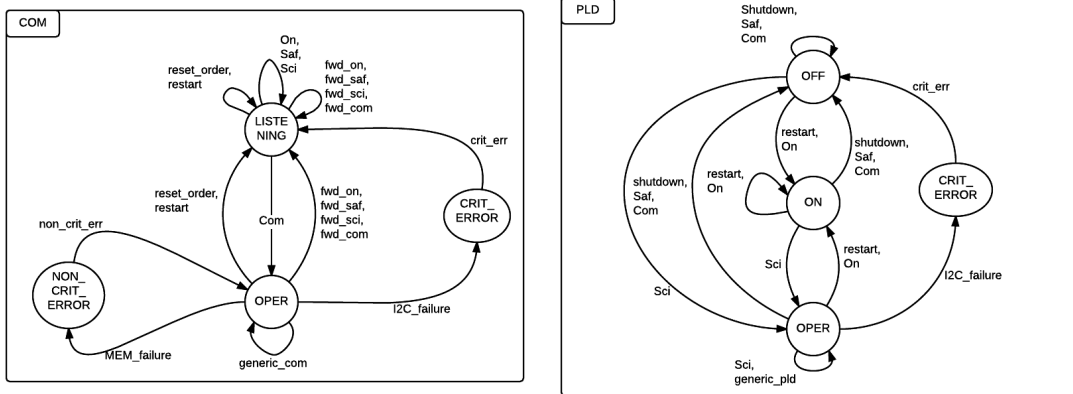 COM
On,
Saf,
Sci
reset_order,
restart
fwd_on,
fwd_saf,
fwd_sci,
fwd_com
LISTE
NING
crit_err
reset_order,
restart
Com
fwd_on,
fwd_saf,
fwd_sci,
fwd_com
CRIT_
ERROR
non_crit_err
NON_
CRIT_
ERROR
OPER
I2C_failure
MEM_failure
generic_com
PLD
Shutdown,
Saf,
Com
OFF
crit_err
restart,
On
shutdown,
Saf,
Com
shutdown,
Saf,
Com
restart,
On
ON
CRIT_
ERROR
Sci
restart,
On
Sci
I2C_failure
OPER
Sci,
generic_pld